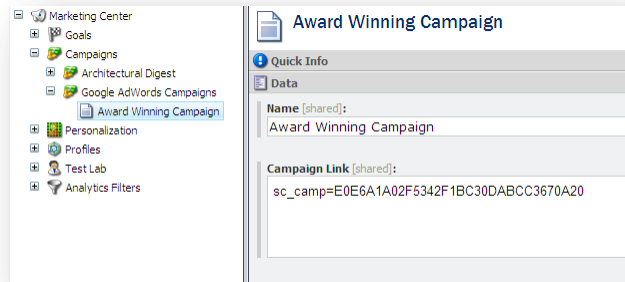 Marketing Center
Goals
Campaigns
Architectural Digest
Google AdWords Campaigns
Award Winning Campaign
Personalization
Profiles
Test Lab
Analytics Filters
Award Winning Campaign
Quick Info
Data
Name [shared]:
Award Winning Campaign
Campaign Link [shared]:
sc_camp=E0E6A1A02F5342F1BC30DABCC3670A20